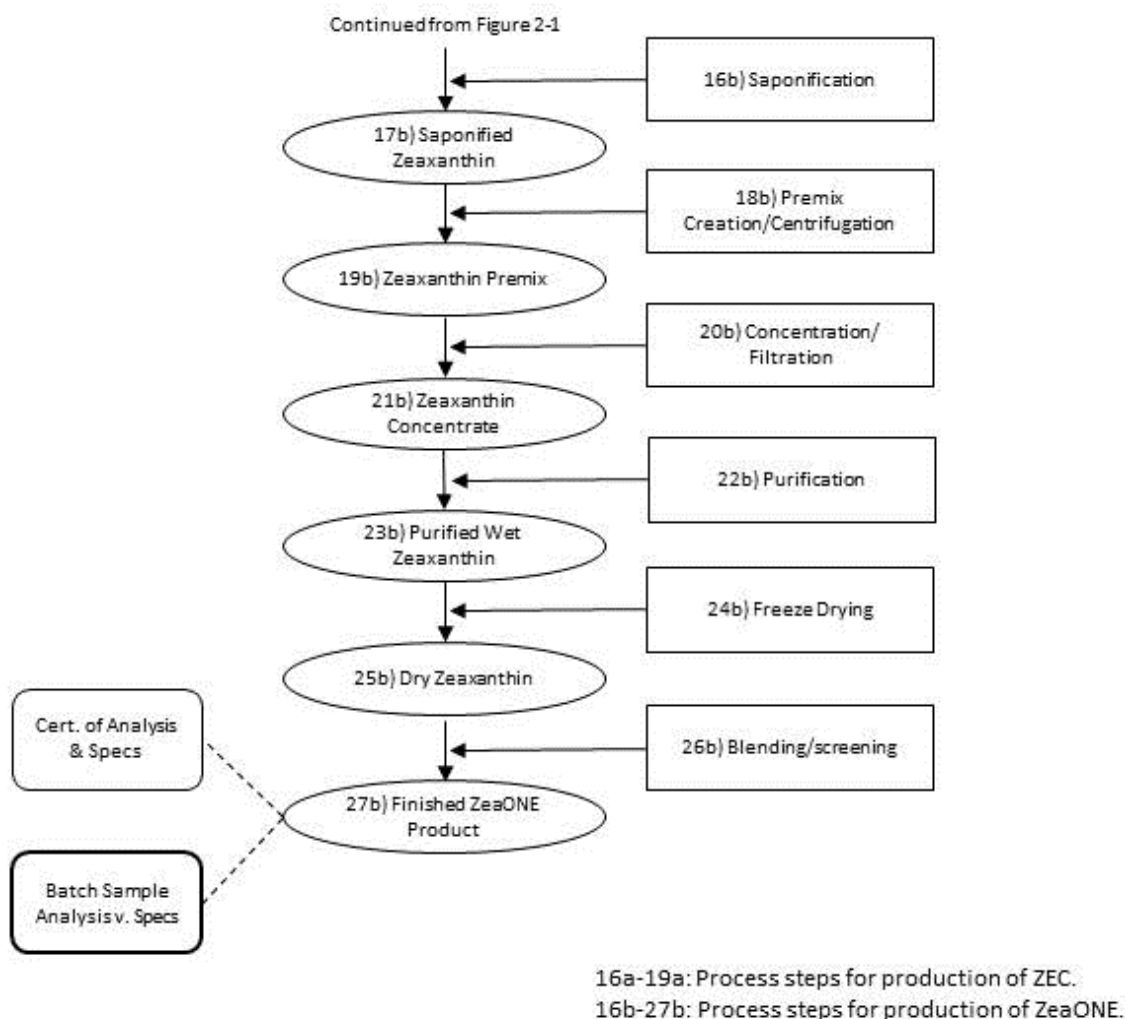 Continued from Figure 2-1
16b) Saponification
17b) Saponified
Zeaxanthin
18b) Premix
Creation/Centrifugation
19b) Zeaxanthin Premix
20b) Concentration/
Filtration
21b) Zeaxanthin
Concentrate
22b) Purification
23b) Purified Wet
Zeaxanthin
24b) Freeze Drying
25b) Dry Zeaxanthin
Cert. of Analysis
& Specs
26b) Blending/screening
27b) Finished ZeaONE
Product
Batch Sample
Analysis v. Specs
16a-19a: Process steps for production of ZEC.
16b-27b: Process steps for production of ZeaONE.